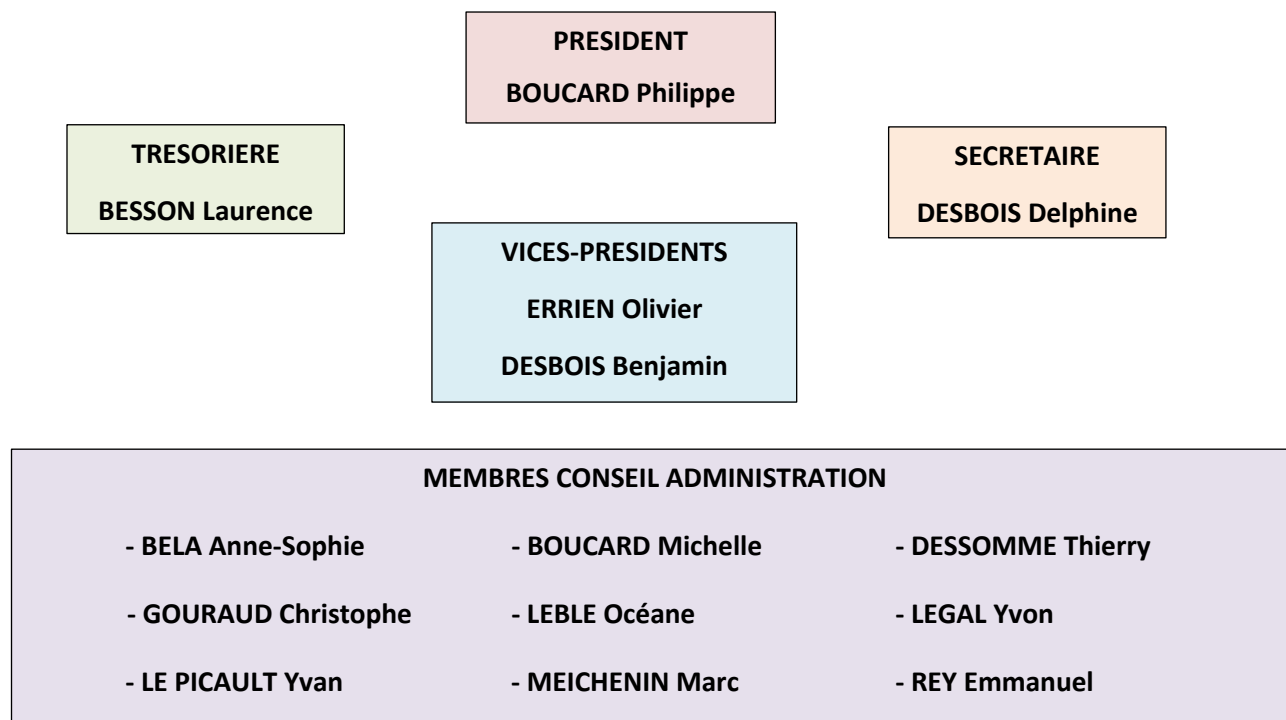 PRESIDENT
BOUCARD Philippe
TRESORIERE
BESSON Laurence
SECRETAIRE
DESBOIS Delphine
VICES-PRESIDENTS
ERRIEN Olivier
DESBOIS Benjamin
MEMBRES CONSEIL ADMINISTRATION
- BELA Anne-Sophie - BOUCARD Michelle - DESSOMME Thierry
- GOURAUD Christophe - LEBLE Océane - LEGAL Yvon
- LE PICAULT Yvan - MEICHENIN Marc - REY Emmanuel